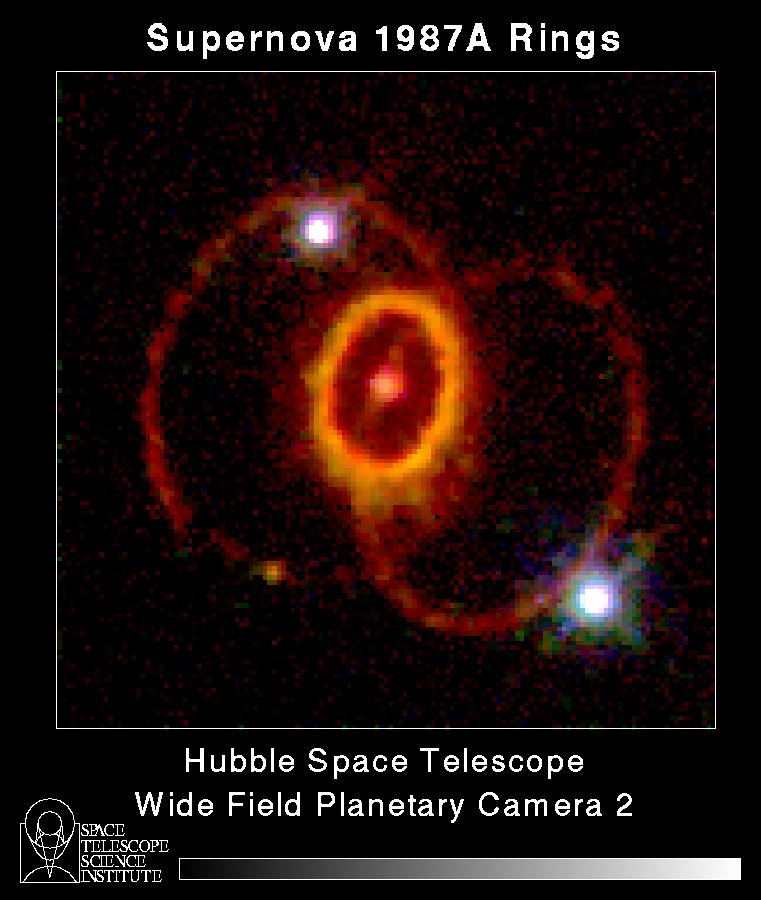 Supernova 1987A Rings
Hubble Space Telescope
Wide Field Planetary Camera 2
SPACE
TELESCOPE
SCIENCE
INSTITUTE